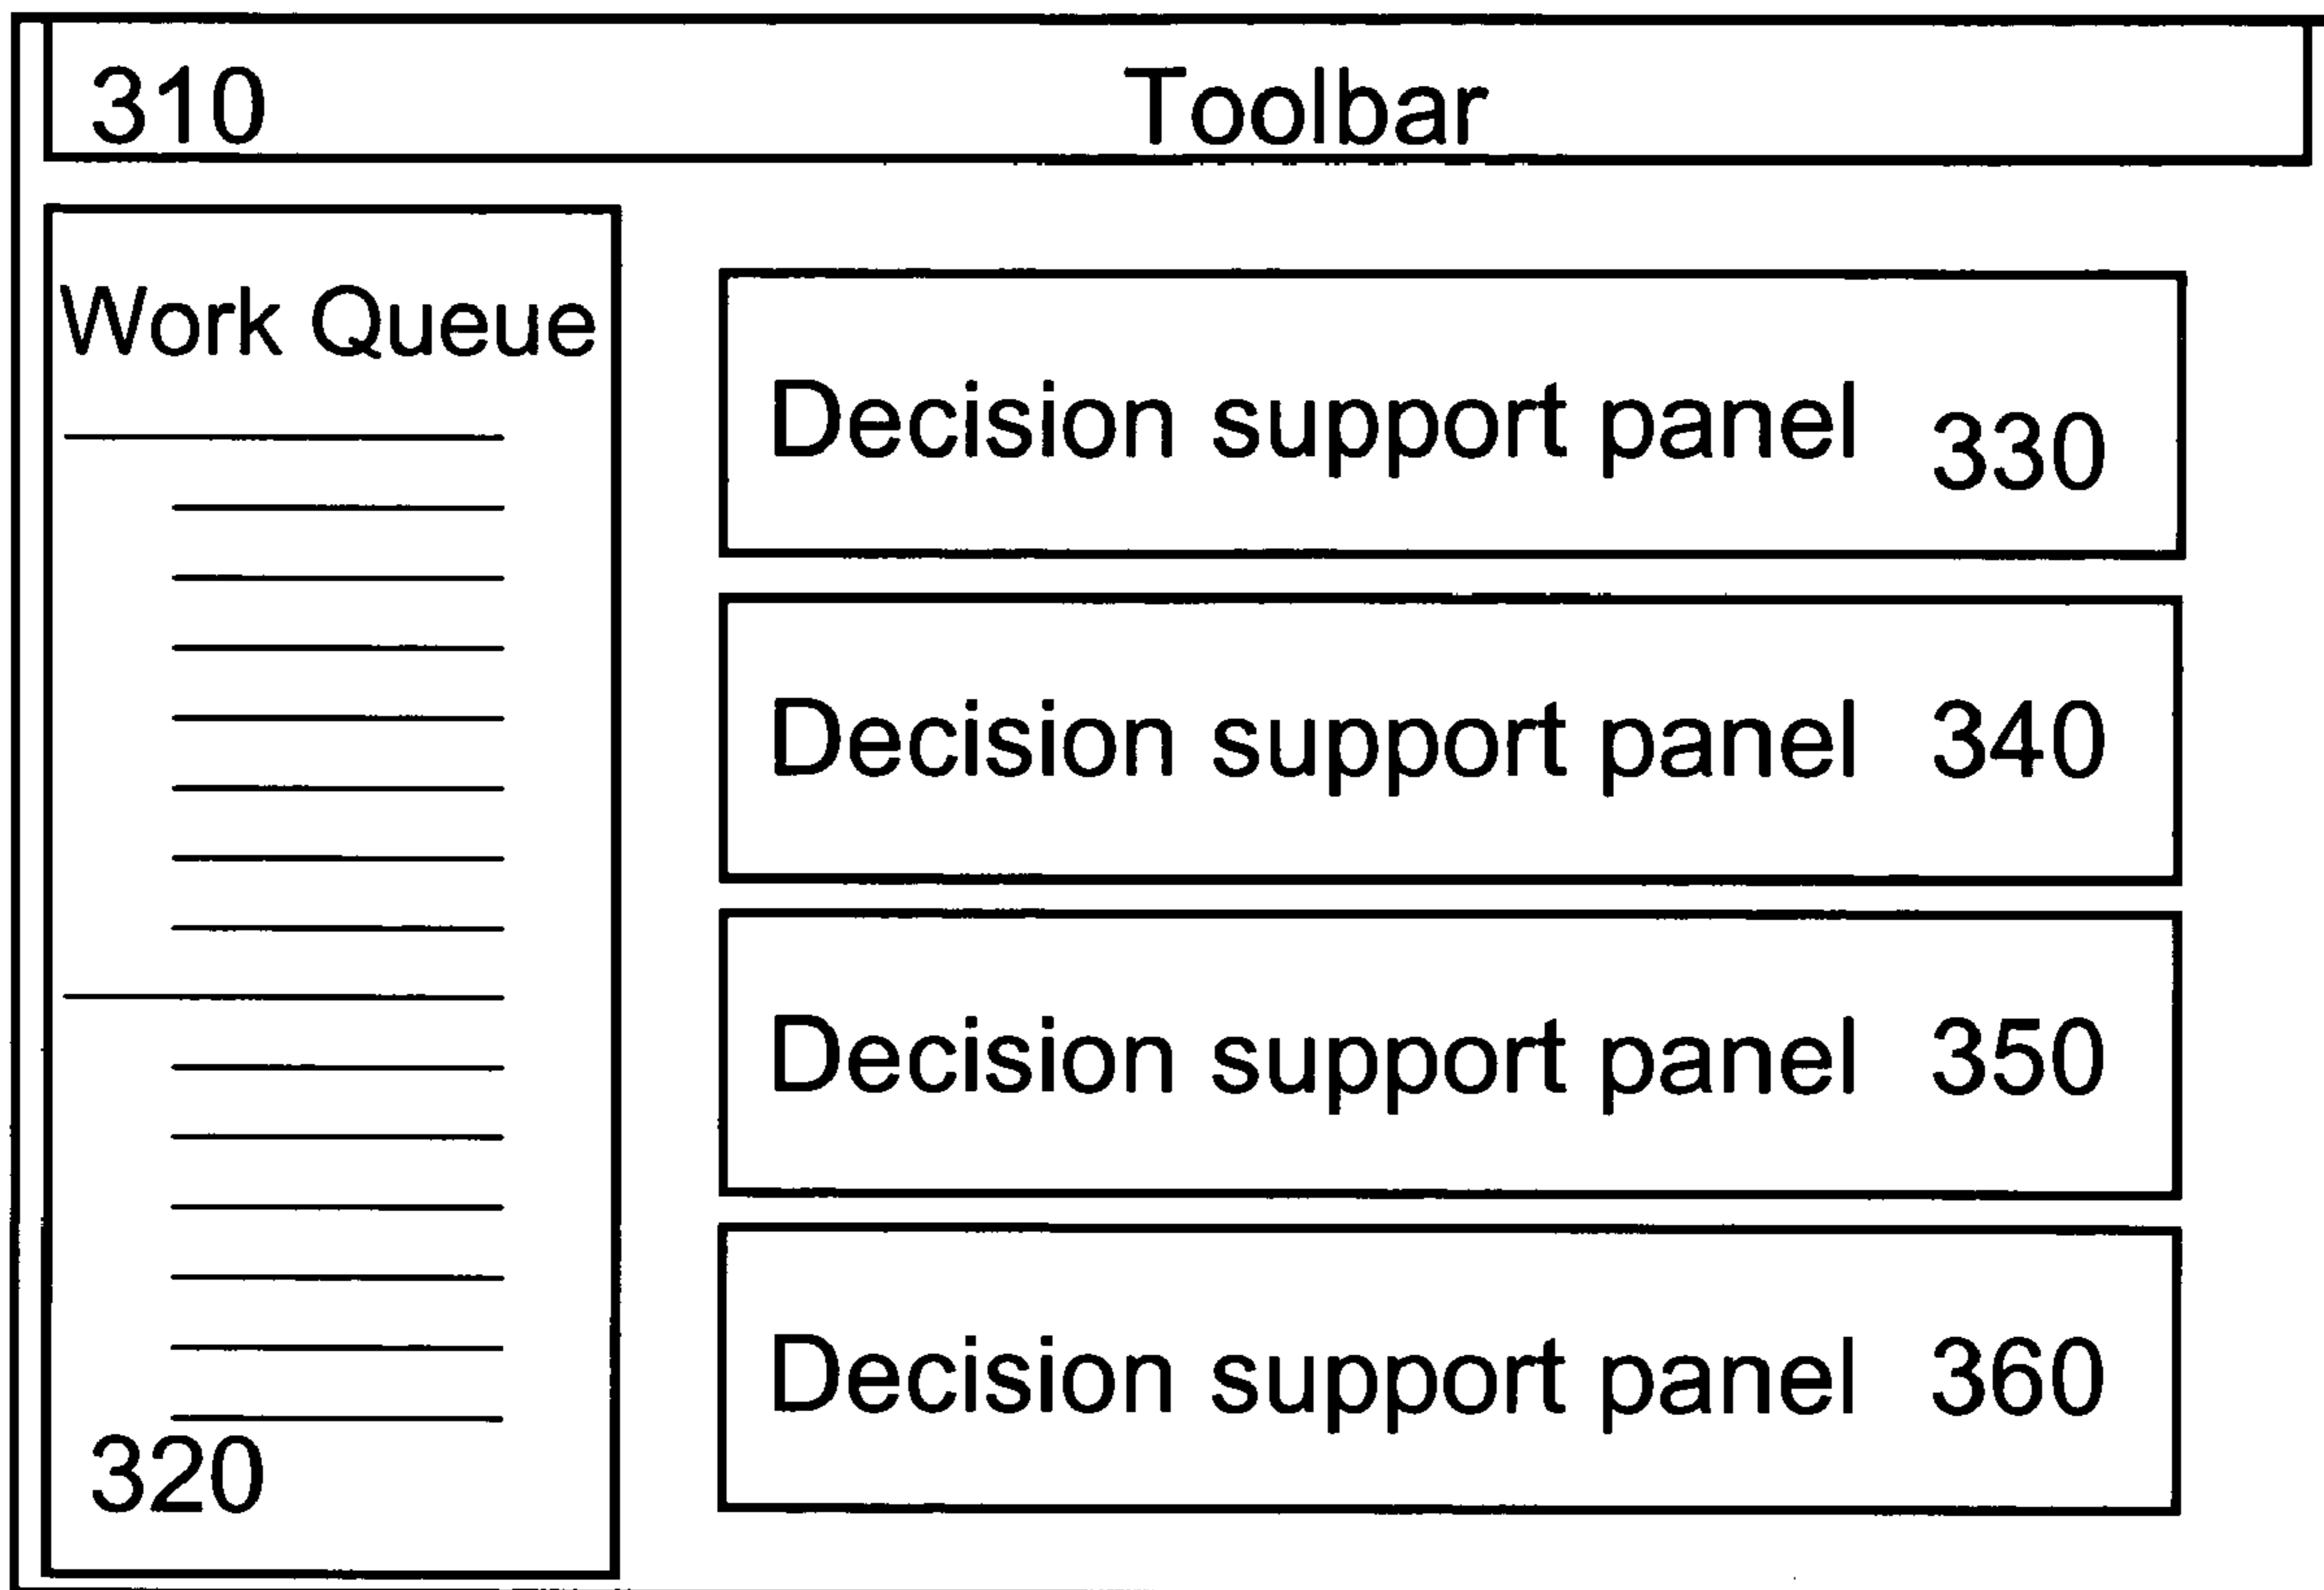 310 Toolbar
Work Queue
320
Decision support panel 330
Decision support panel 340
Decision support panel 350
Decision support panel 360